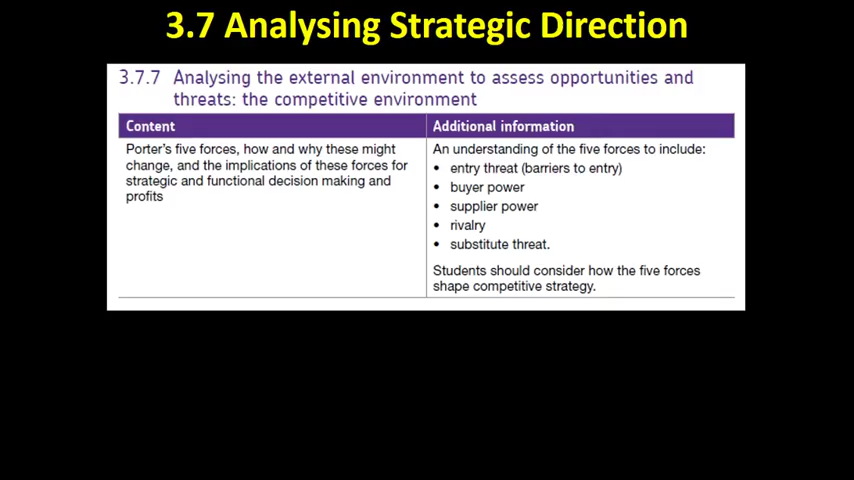 3.7 Analysing Strategic Direction
3.7.7 Analysing the external environment to assess opportunities and
threats: the competitive environment
Content
Porter's five forces, how and why these might
change, and the implications of these forces for
strategic and functional decision making and
profits
Additional information
An understanding of the five forces to include:
• entry threat (barriers to entry)
• buyer power
• supplier power
• rivalry
• substitute threat.
Students should consider how the five forces
shape competitive strategy.